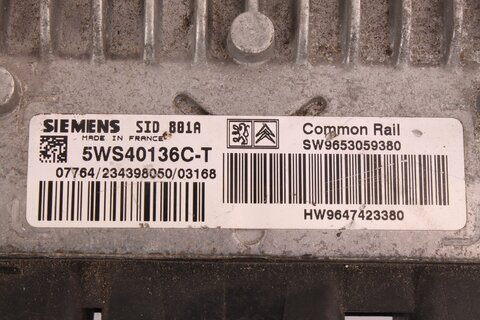 SIEMENS SID 801A
MADE IN FRANCE
5WS40136C-T
07764/234398050/03168
Common Rail
SW9653059380
HW9647423380